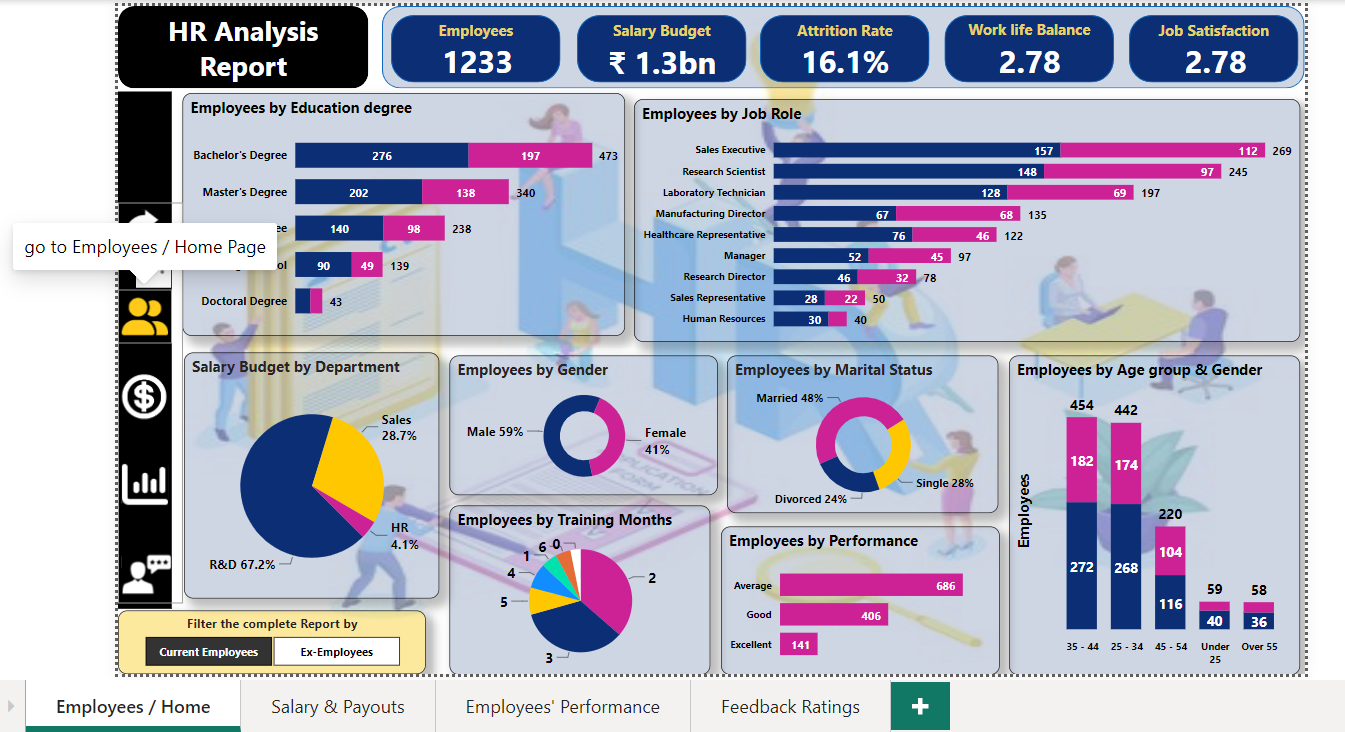 HR Analysis
Report
Employees
1233
Salary Budget
₹ 1.3bn
Attrition Rate
16.1%
Work life Balance
2.78
Job Satisfaction
2.78
go to Employees / Home Page
Employees by Education degree
Bachelor's Degree 276 197 473
Master's Degree 202 138 340
140 98 238
90 49 139
Doctoral Degree 43
Employees by Job Role
Sales Executive 157 112 269
Research Scientist 148 97 245
Laboratory Technician 128 69 197
Manufacturing Director 67 68 135
Healthcare Representative 76 46 122
Manager 52 45 97
Research Director 46 32 78
Sales Representative 28 22 50
Human Resources 30 40
Salary Budget by Department
Sales
28.7%
HR
4.1%
R&D 67.2%
Employees by Gender
Male 59%
Female
41%
Employees by Marital Status
Married 48%
Single 28%
Divorced 24%
Employees by Age group & Gender
Employees
454 442 220 59 58
182 174 104
272 268 116 40 36
35 - 44 25 - 34 45 - 54 Under
25 Over 55
Employees by Training Months
2
3
5
4
1
6
0
Employees by Performance
Average 686
Good 406
Excellent 141
Filter the complete Report by
Current Employees Ex-Employees
Employees / Home Salary & Payouts Employees' Performance Feedback Ratings +